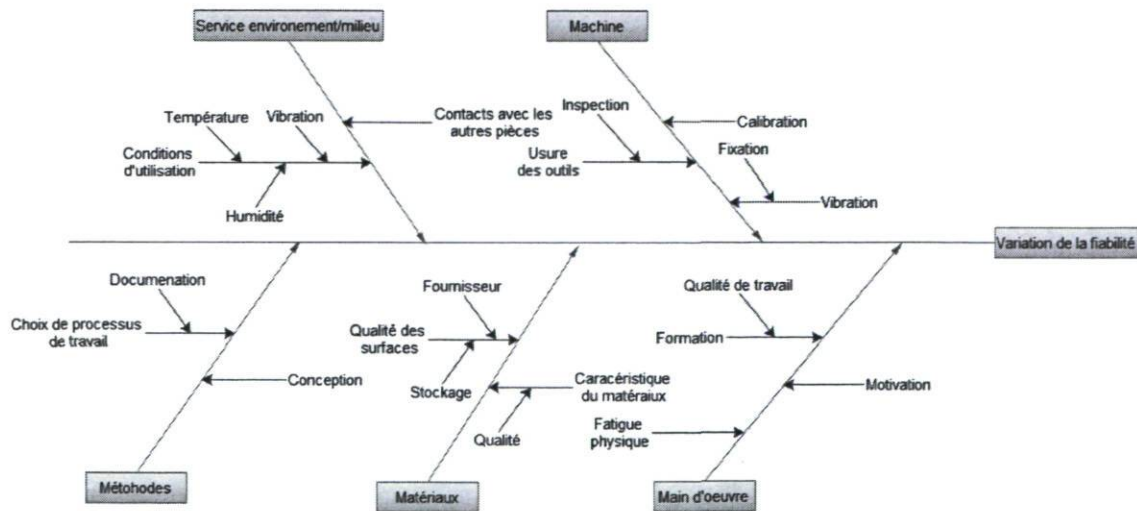 Service environement/milieu
Machine
Température
Vibration
Contacts avec les
autres pièces
Conditions
d'utilisation
Humidité
Inspection
Calibration
Usure
des outils
Fixation
Vibration
Variation de la fiabilité
Documenation
Choix de processus
de travail
Conception
Fournisseur
Qualité des
surfaces
Stockage
Caracéristique
du matéraiux
Qualité
Qualité de travail
Formation
Motivation
Fatigue
physique
Métohodes
Matériaux
Main d'oeuvre